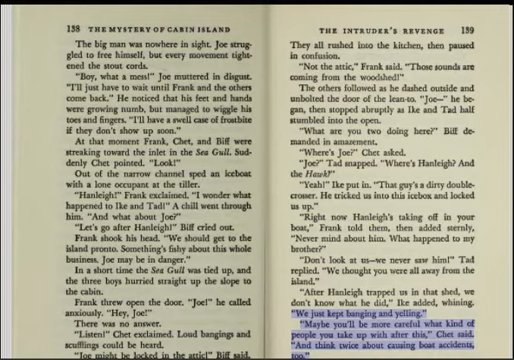 138 THE MYSTERY OF CABIN ISLAND
The big man was nowhere in sight. Joe strug-
gled to free himself, but every movement tight-
ened the stout cords.
"Boy, what a mess!" Joe muttered in disgust.
"I'll just have to wait until Frank and the others
come back." He noticed that his feet and hands
were growing numb, but managed to wiggle his
toes and fingers. "I'll have a swell case of frostbite
if they don't show up soon."
At that moment Frank, Chet, and Biff were
streaking toward the inlet in the Sea Gull. Sud-
denly Chet pointed. "Look!"
Out of the narrow channel sped an iceboat
with a lone occupant at the tiller.
"Hanleigh!" Frank exclaimed. "I wonder what
happened to Ike and Tad!" A chill went through
him. "And what about Joe?"
"Let's go after Hanleigh!" Biff cried out.
Frank shook his head. "We should get to the
island pronto. Something's fishy about this whole
business. Joe may be in danger."
In a short time the Sea Gull was tied up, and
the three boys hurried straight up the slope to
the cabin.
Frank threw open the door. "Joe!" he called
anxiously. "Hey, Joe!"
There was no answer.
"Listen!" Chet exclaimed. Loud bangings and
scufflings could be heard.
"Joe might be locked in the attic!" Biff said.
THE INTRUDER'S REVENGE 139
They all rushed into the kitchen, then paused
in confusion.
"Not the attic," Frank said. "Those sounds are
coming from the woodshed!"
The others followed as he dashed outside and
unbolted the door of the lean-to. "Joe—" he be-
gan, then stopped abruptly as Ike and Tad half
stumbled into the open.
"What are you two doing here?" Biff de-
manded in amazement.
"Where's Joe?" Chet asked.
"Joe?" Tad snapped. "Where's Hanleigh? And
the Hawk?"
"Yeah!" Ike put in. "That guy's a dirty double-
crosser. He tricked us into this icebox and locked
us up."
"Right now Hanleigh's taking off in your
boat," Frank told them, then added sternly,
"Never mind about him. What happened to my
brother?"
"Don't look at us—we never saw him!" Tad
replied. "We thought you were all away from the
island."
"After Hanleigh trapped us in that shed, we
don't know what he did," Ike added, whining.
"We just kept banging and yelling."
"Maybe you'll be more careful what kind of
people you take up with after this," Chet said.
"And think twice about causing boat accidents,
too."